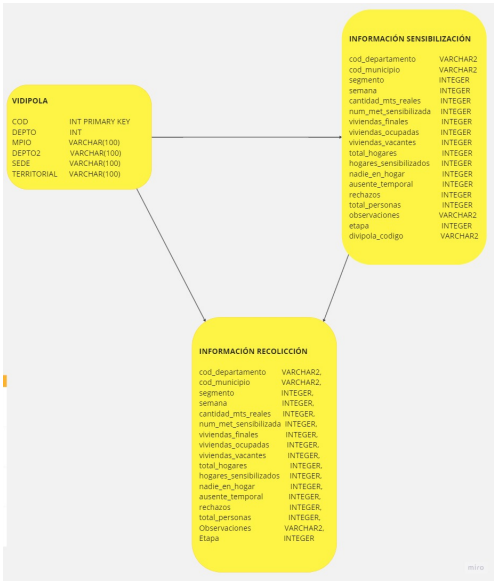 VIDIPOLA
COD INT PRIMARY KEY
DEPTO INT
MPIO VARCHAR(100)
DEPTO2 VARCHAR(100)
SEDE VARCHAR(100)
TERRITORIAL VARCHAR(100)
INFORMACIÓN SENSIBILIZACIÓN
cod_departamento VARCHAR2
cod_municipio VARCHAR2
segmento INTEGER
semana INTEGER
cantidad_mts_reales INTEGER
num_met_sensibilizada INTEGER
viviendas_finales INTEGER
viviendas_ocupadas INTEGER
viviendas_vacantes INTEGER
total_hogares INTEGER
hogares_sensibilizados INTEGER
nadie_en_hogar INTEGER
ausente_temporal INTEGER
rechazos INTEGER
total_personas INTEGER
observaciones VARCHAR2
etapa INTEGER
divipola_codigo VARCHAR2
INFORMACIÓN RECOLICCIÓN
cod_departamento VARCHAR2,
cod_municipio VARCHAR2,
segmento INTEGER,
semana INTEGER,
cantidad_mts_reales INTEGER,
num_met_sensibilizada INTEGER,
viviendas_finales INTEGER,
viviendas_ocupadas INTEGER,
viviendas_vacantes INTEGER,
total_hogares INTEGER,
hogares_sensibilizados INTEGER,
nadie_en_hogar INTEGER,
ausente_temporal INTEGER,
rechazos INTEGER,
total_personas INTEGER,
Observaciones VARCHAR2,
Etapa INTEGER
miro